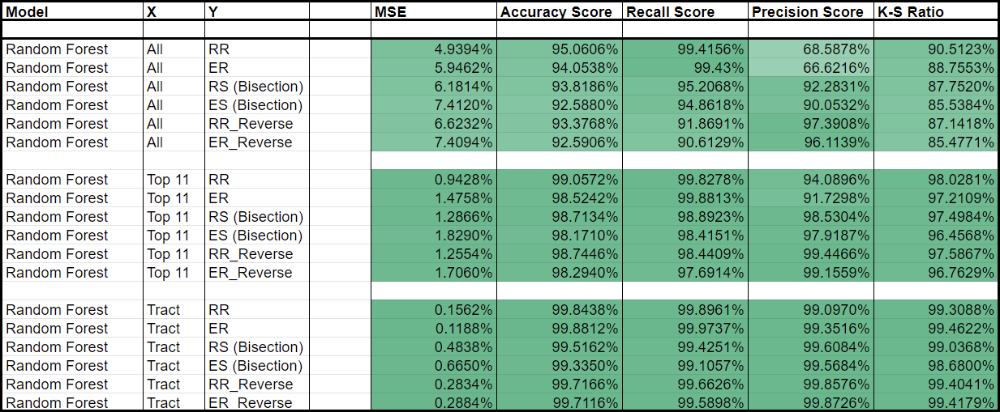 Model X Y MSE Accuracy Score Recall Score Precision Score K-S Ratio
Random Forest All RR 4.9394% 95.0606% 99.4156% 68.5878% 90.5123%
Random Forest All ER 5.9462% 94.0538% 99.43% 66.6216% 88.7553%
Random Forest All RS (Bisection) 6.1814% 93.8186% 95.2068% 92.2831% 87.7520%
Random Forest All ES (Bisection) 7.4120% 92.5880% 94.8618% 90.0532% 85.5384%
Random Forest All RR_Reverse 6.6232% 93.3768% 91.8691% 97.3908% 87.1418%
Random Forest All ER_Reverse 7.4094% 92.5906% 90.6129% 96.1139% 85.4771%
Random Forest Top 11 RR 0.9428% 99.0572% 99.8278% 94.0896% 98.0281%
Random Forest Top 11 ER 1.4758% 98.5242% 99.8813% 91.7298% 97.2109%
Random Forest Top 11 RS (Bisection) 1.2866% 98.7134% 98.8923% 98.5304% 97.4984%
Random Forest Top 11 ES (Bisection) 1.8290% 98.1710% 98.4151% 97.9187% 96.4568%
Random Forest Top 11 RR_Reverse 1.2554% 98.7446% 98.4409% 99.4466% 97.5867%
Random Forest Top 11 ER_Reverse 1.7060% 98.2940% 97.6914% 99.1559% 96.7629%
Random Forest Tract RR 0.1562% 99.8438% 99.8961% 99.0970% 99.3088%
Random Forest Tract ER 0.1188% 99.8812% 99.9737% 99.3516% 99.4622%
Random Forest Tract RS (Bisection) 0.4838% 99.5162% 99.4251% 99.6084% 99.0368%
Random Forest Tract ES (Bisection) 0.6650% 99.3350% 99.1057% 99.5684% 98.6800%
Random Forest Tract RR_Reverse 0.2834% 99.7166% 99.6626% 99.8576% 99.4041%
Random Forest Tract ER_Reverse 0.2884% 99.7116% 99.5898% 99.8726% 99.4179%